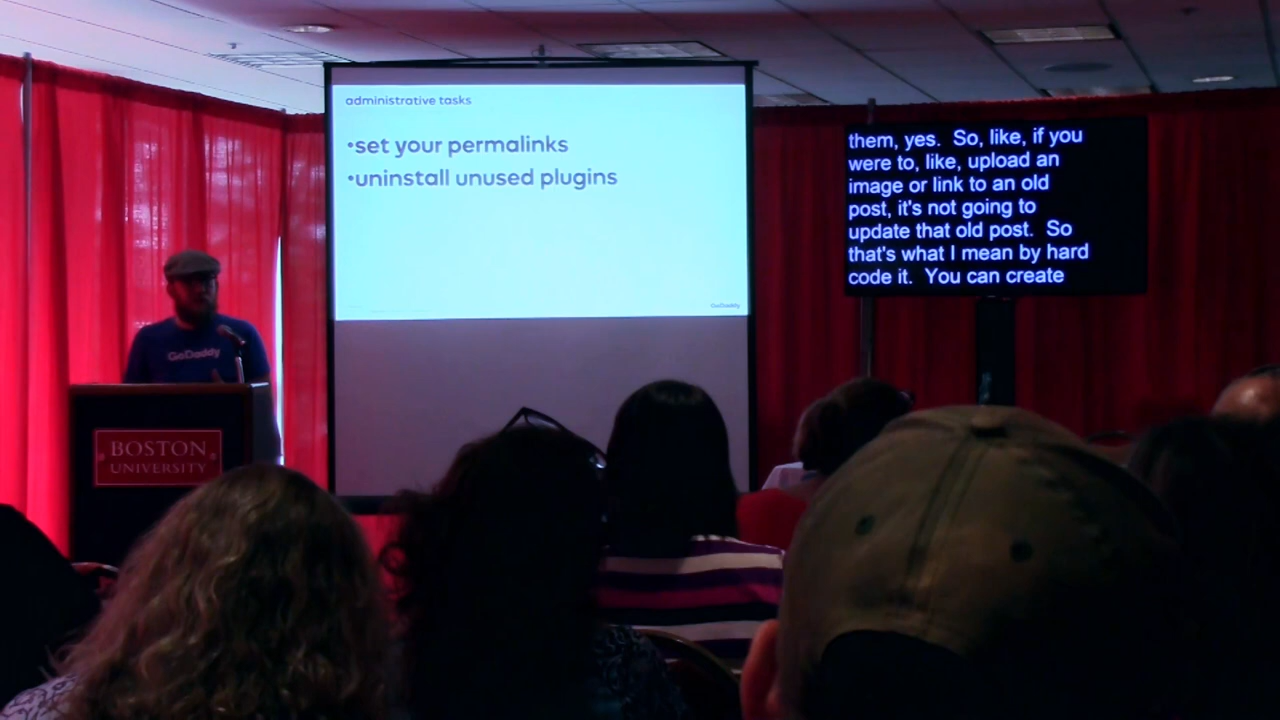 administrative tasks
•set your permalinks
•uninstall unused plugins
GoDaddy
them, yes.  So, like, if you
were to, like, upload an
image or link to an old
post, it's not going to
update that old post.  So
that's what I mean by hard
code it.  You can create
GoDaddy
BOSTON
UNIVERSITY